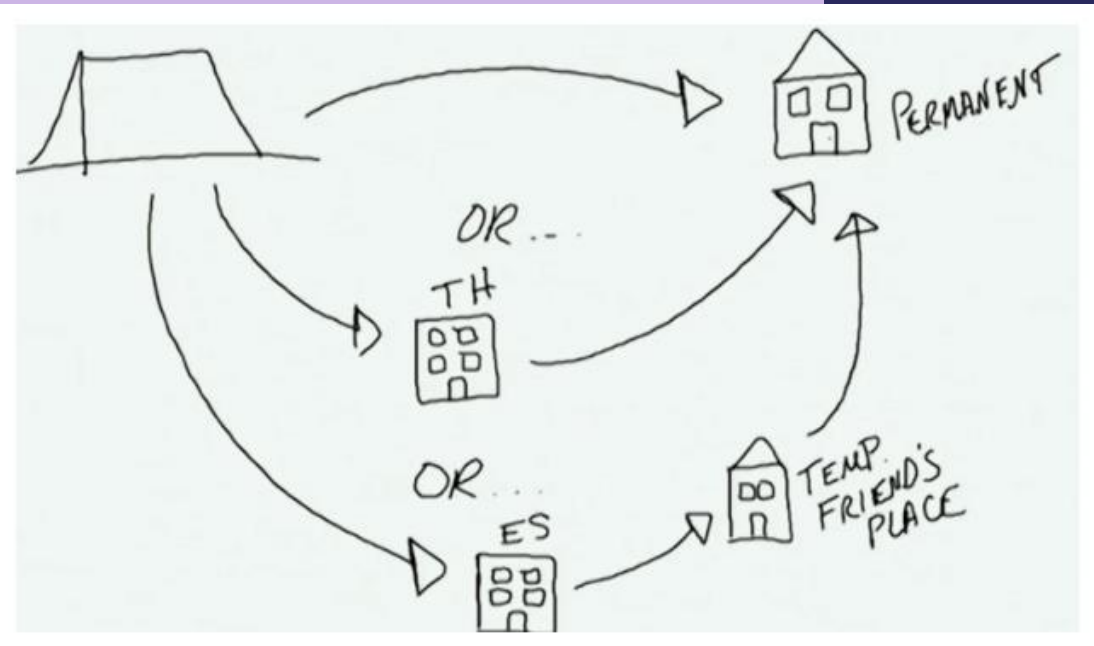 PERMANENT
OR...
TH
OR....
TEMP.
FRIEND'S
PLACE
ES